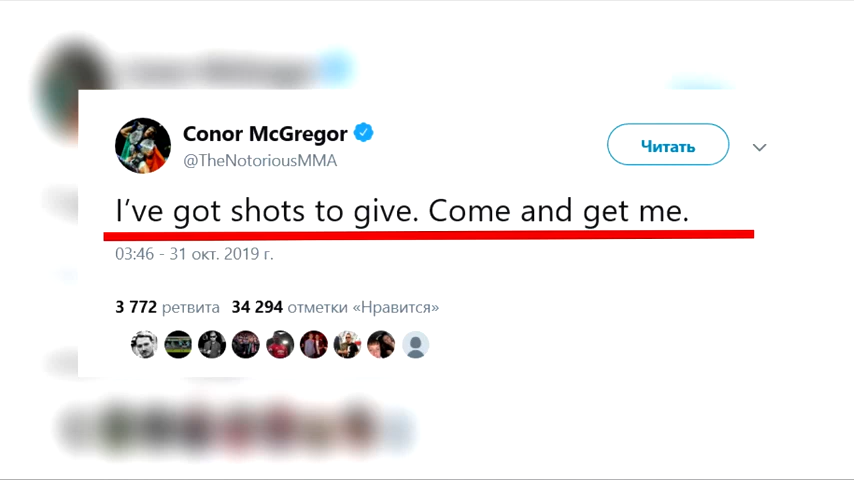 Conor McGregor
@TheNotoriousMMA
Читать
I've got shots to give. Come and get me.
03:46 - 31 окт. 2019 г.
3 772 ретвита 34 294 отметки «Нравится»